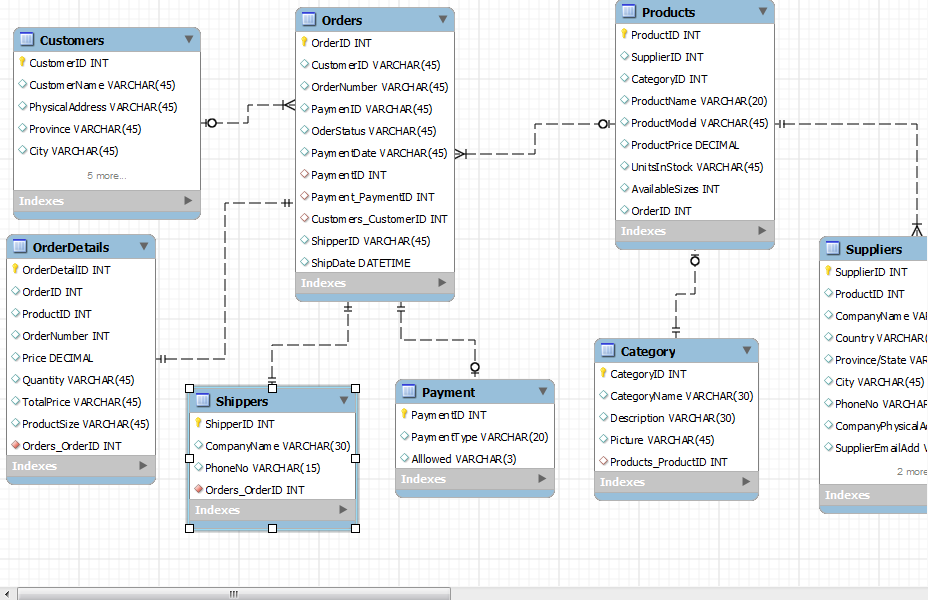 Customers
CustomerID INT
CustomerName VARCHAR(45)
PhysicalAddress VARCHAR(45)
Province VARCHAR(45)
City VARCHAR(45)
5 more...
Indexes
Orders
OrderID INT
CustomerID VARCHAR(45)
OrderNumber VARCHAR(45)
PaymenID VARCHAR(45)
OderStatus VARCHAR(45)
PaymentDate VARCHAR(45)
PaymentID INT
Payment_PaymentID INT
Customers_CustomerID INT
ShipperID VARCHAR(45)
ShipDate DATETIME
Indexes
Products
ProductID INT
SupplierID INT
CategoryID INT
ProductName VARCHAR(20)
ProductModel VARCHAR(45)
ProductPrice DECIMAL
UnitsInStock VARCHAR(45)
AvailableSizes INT
OrderID INT
Indexes
OrderDetails
OrderDetailID INT
OrderID INT
ProductID INT
OrderNumber INT
Price DECIMAL
Quantity VARCHAR(45)
TotalPrice VARCHAR(45)
ProductSize VARCHAR(45)
Orders_OrderID INT
Indexes
Shippers
ShipperID INT
CompanyName VARCHAR(30)
PhoneNo VARCHAR(15)
Orders_OrderID INT
Indexes
Payment
PaymentID INT
PaymentType VARCHAR(20)
Alllowed VARCHAR(3)
Indexes
Category
CategoryID INT
CategoryName VARCHAR(30)
Description VARCHAR(30)
Picture VARCHAR(45)
Products_ProductID INT
Indexes
Suppliers
SupplierID INT
ProductID INT
CompanyName VAR
Country VARCHAR(
Province/State VAR
City VARCHAR(45)
PhoneNo VARCHAR
CompanyPhysicalA
SupplierEmailAdd V
2 more
Indexes